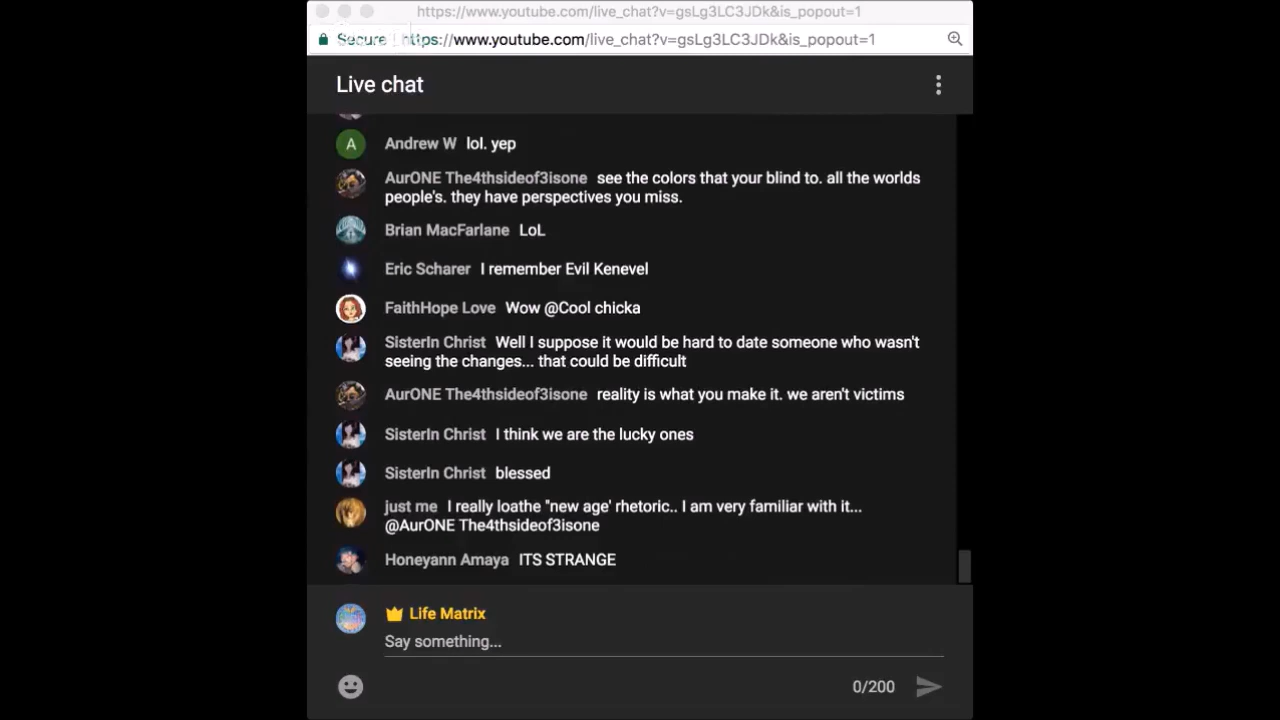 https://www.youtube.com/live_chat?v=gsLg3LC3JDk&is_popout=1
Secure https://www.youtube.com/live_chat?v=gsLg3LC3JDk&is_popout=1
Live chat
A Andrew W lol. yep
AurONE The4thsideof3isone see the colors that your blind to. all the worlds
people's. they have perspectives you miss.
Brian MacFarlane LoL
Eric Scharer I remember Evil Kenevel
FaithHope Love Wow @Cool chicka
SisterIn Christ Well I suppose it would be hard to date someone who wasn't
seeing the changes... that could be difficult
AurONE The4thsideof3isone reality is what you make it. we aren't victims
SisterIn Christ I think we are the lucky ones
SisterIn Christ blessed
just me I really loathe "new age' rhetoric.. I am very familiar with it...
@AurONE The4thsideof3isone
Honeyann Amaya ITS STRANGE
Life Matrix
Say something...
0/200